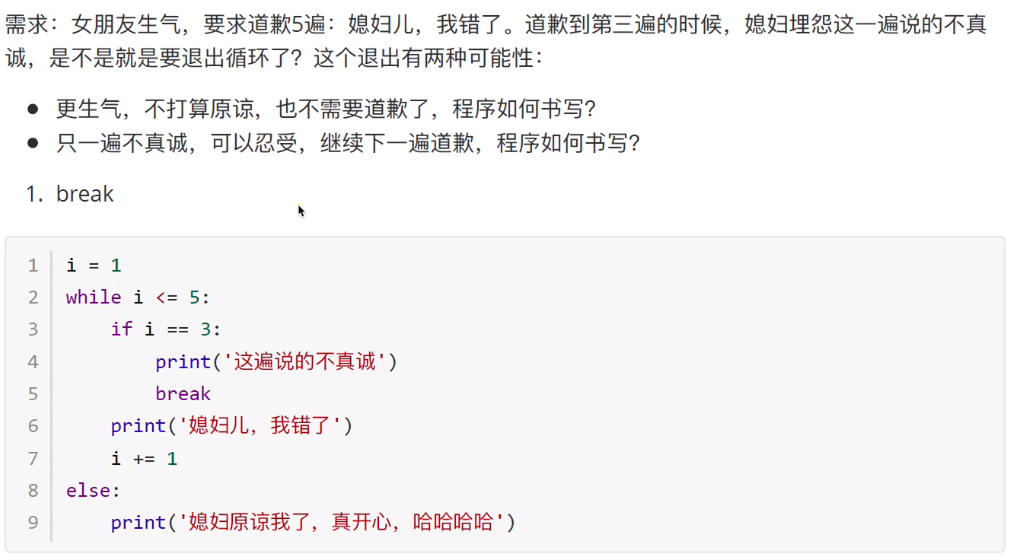 需求：女朋友生气，要求道歉5遍：媳妇儿，我错了。道歉到第三遍的时候，媳妇埋怨这一遍说的不真
诚，是不是就是要退出循环了？这个退出有两种可能性：
● 更生气，不打算原谅，也不需要道歉了，程序如何书写？
● 只一遍不真诚，可以忍受，继续下一遍道歉，程序如何书写？
1. break
1 i = 1
2 while i <= 5:
3     if i == 3:
4         print('这遍说的不真诚')
5         break
6     print('媳妇儿，我错了')
7     i += 1
8 else:
9     print('媳妇原谅我了，真开心，哈哈哈哈')